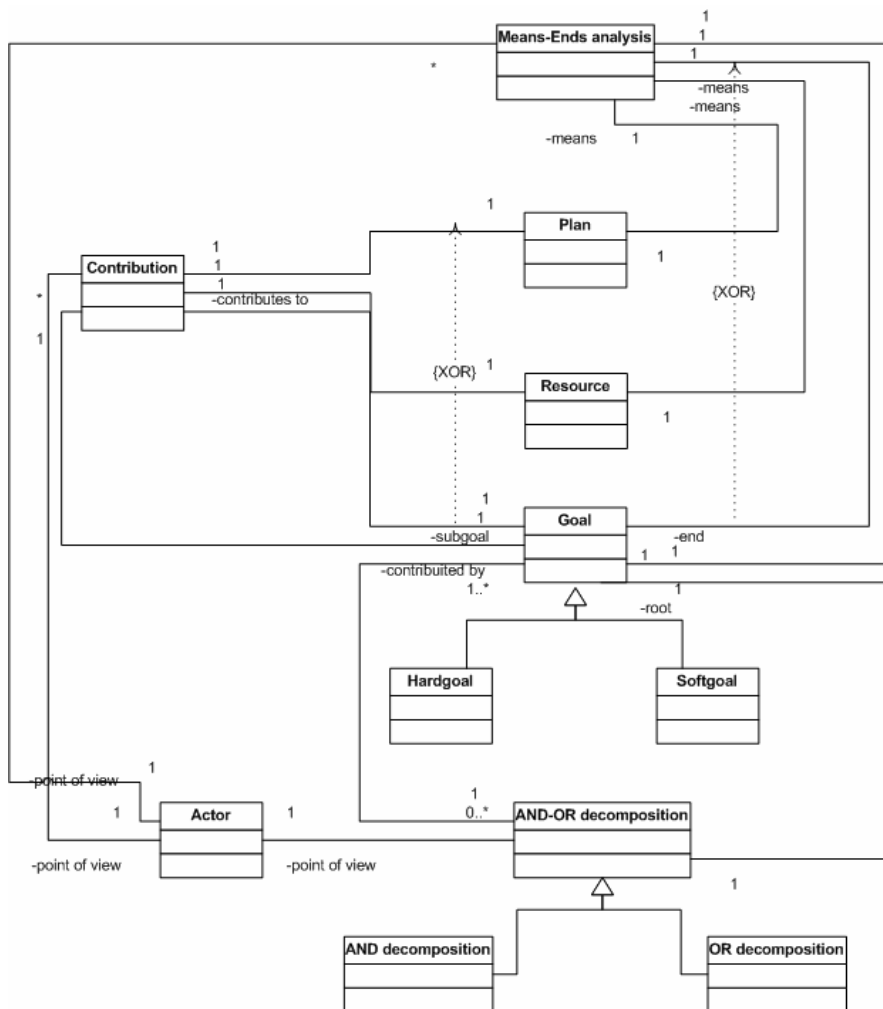 1
Means-Ends analysis
1
1
*
-means
-means
-means
1
1
Plan
1
1
Contribution
1
1
{XOR}
*
-contributes to
1
1
{XOR}
Resource
1
1
Goal
1
-subgoal
-end
1
1
-contribuited by
1..*
1
-root
Hardgoal
Softgoal
1
-point of view
1
1
Actor
1
0..*
AND-OR decomposition
-point of view
-point of view
1
AND decomposition
OR decomposition